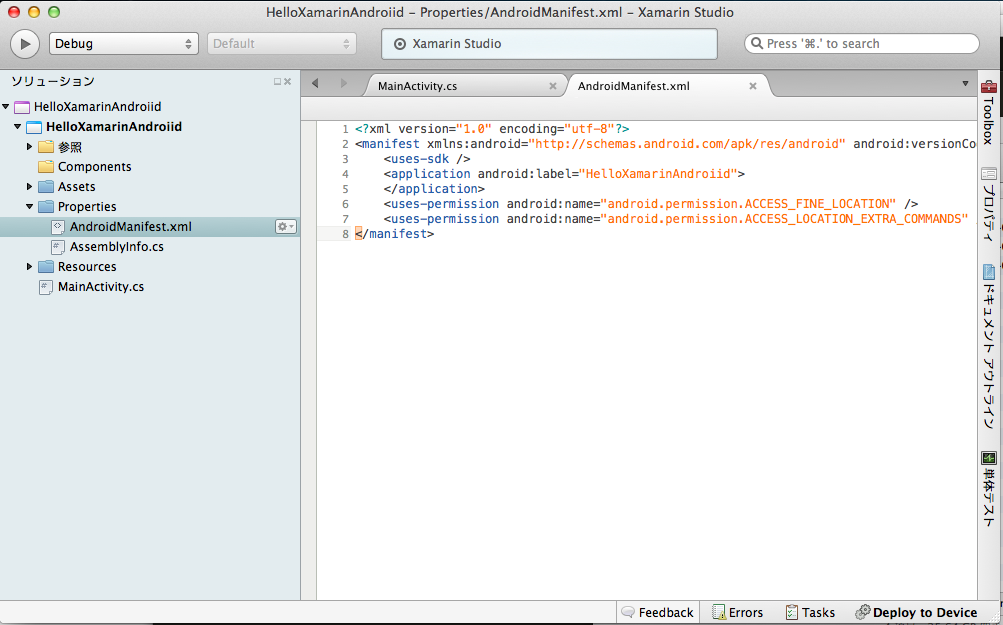 HelloXamarinAndroiid – Properties/AndroidManifest.xml – Xamarin Studio
Debug
Default
Xamarin Studio
Press '⌘.' to search
ソリューション
HelloXamarinAndroiid
HelloXamarinAndroiid
参照
Components
Assets
Properties
AndroidManifest.xml
AssemblyInfo.cs
Resources
MainActivity.cs
MainActivity.cs
AndroidManifest.xml
1 <?xml version="1.0" encoding="utf-8"?>
2 <manifest xmlns:android="http://schemas.android.com/apk/res/android" android:versionCo
3 <uses-sdk />
4 <application android:label="HelloXamarinAndroiid">
5 </application>
6 <uses-permission android:name="android.permission.ACCESS_FINE_LOCATION" />
7 <uses-permission android:name="android.permission.ACCESS_LOCATION_EXTRA_COMMANDS"
8 </manifest>
Toolbox
プロパティ
ドキュメント アウトライン
単体テスト
Feedback
Errors
Tasks
Deploy to Device